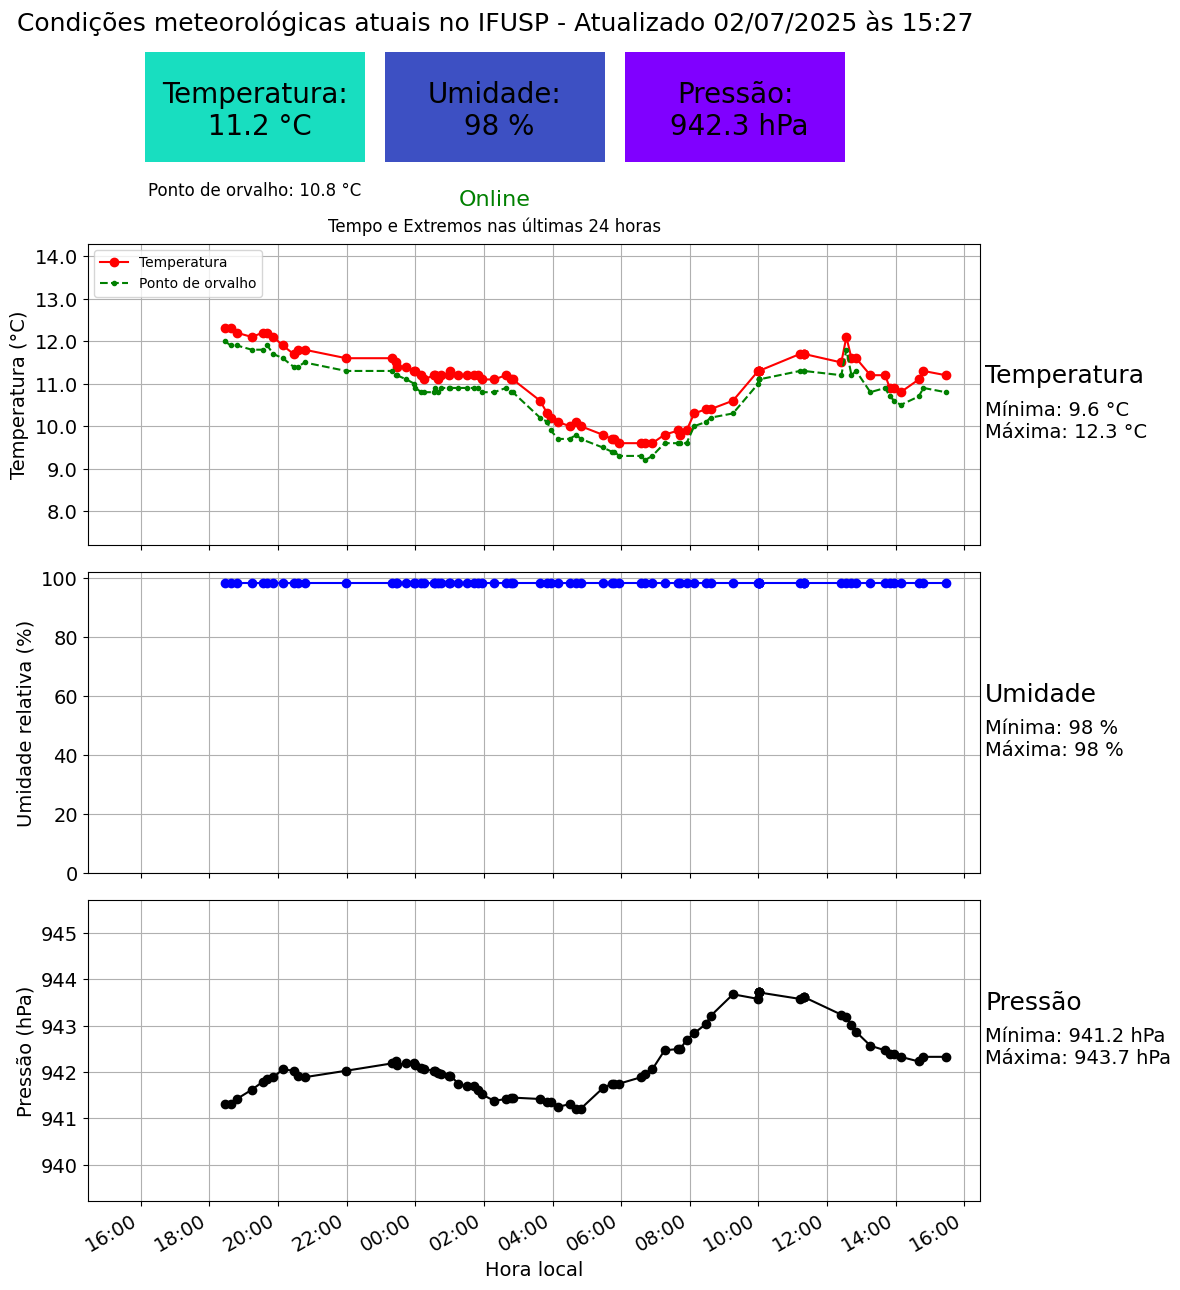 Condições meteorológicas atuais no IFUSP - Atualizado 02/07/2025 às 15:27
Temperatura:
11.2 °C
Umidade:
98 %
Pressão:
942.3 hPa
Ponto de orvalho: 10.8 °C
Online
Tempo e Extremos nas últimas 24 horas
Temperatura (°C)
14.0
13.0
12.0
11.0
10.0
9.0
8.0
Temperatura
Ponto de orvalho
Temperatura
Mínima: 9.6 °C
Máxima: 12.3 °C
Umidade relativa (%)
100
80
60
40
20
0
Umidade
Mínima: 98 %
Máxima: 98 %
Pressão (hPa)
945
944
943
942
941
940
Pressão
Mínima: 941.2 hPa
Máxima: 943.7 hPa
16:00 18:00 20:00 22:00 00:00 02:00 04:00 06:00 08:00 10:00 12:00 14:00 16:00
Hora local